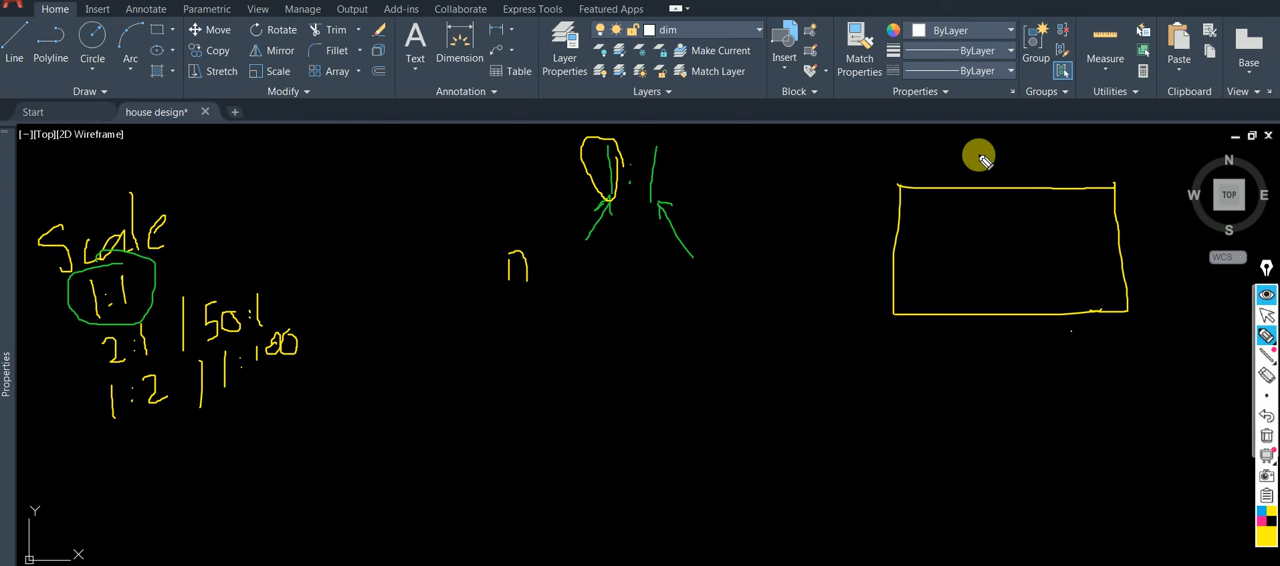 Home Insert Annotate Parametric View Manage Output Add-ins Collaborate Express Tools Featured Apps
Line Polyline Circle Arc
Move Rotate Trim
Copy Mirror Fillet
Stretch Scale Array
Text Dimension Table
Layer Properties
dim
Make Current
Match Layer
Insert
Match Properties
ByLayer
ByLayer
ByLayer
Group Measure Paste Base
Draw Modify Annotation Layers Block Properties Groups Utilities Clipboard View
Start house design*
[−][Top][2D Wireframe]
1:1
N
W TOP E
S
WCS
Scale
1:1
n
50:1
2:1
1:100
1:2
Properties
Y
X